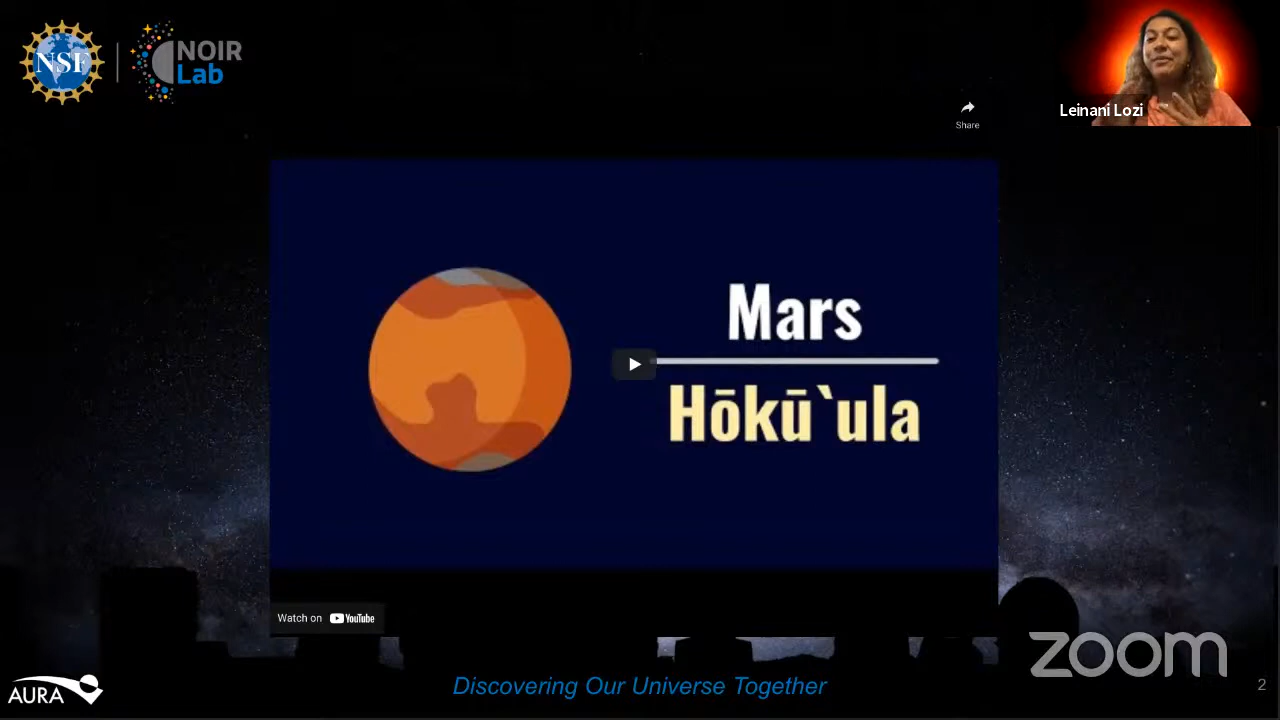 NSF
NOIR
Lab
Share
Leinani Lozi
Mars
Hōkū`ula
Watch on YouTube
zoom
AURA
Discovering Our Universe Together
2